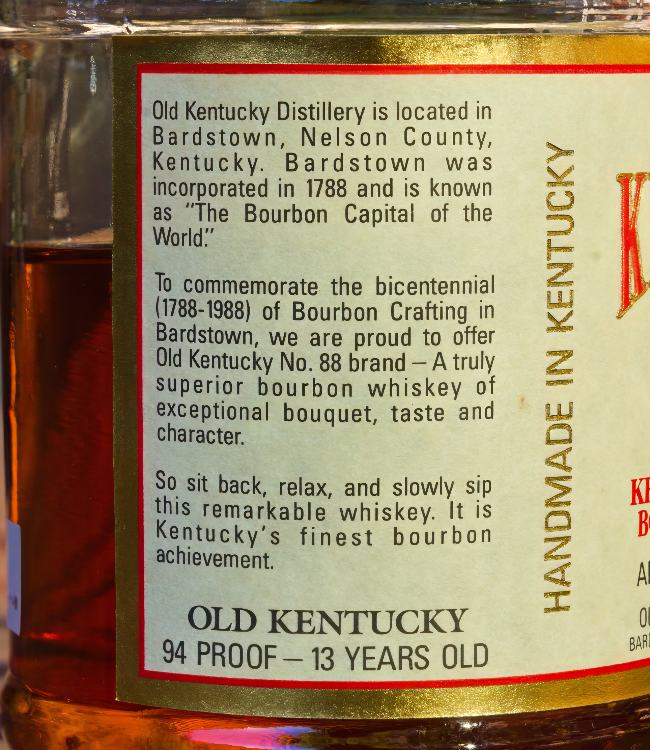 Old Kentucky Distillery is located in
Bardstown, Nelson County,
Kentucky. Bardstown was
incorporated in 1788 and is known
as "The Bourbon Capital of the
World."
To commemorate the bicentennial
(1788-1988) of Bourbon Crafting in
Bardstown, we are proud to offer
Old Kentucky No. 88 brand — A truly
superior bourbon whiskey of
exceptional bouquet, taste and
character.
So sit back, relax, and slowly sip
this remarkable whiskey. It is
Kentucky's finest bourbon
achievement.
OLD KENTUCKY
94 PROOF — 13 YEARS OLD
HANDMADE IN KENTUCKY